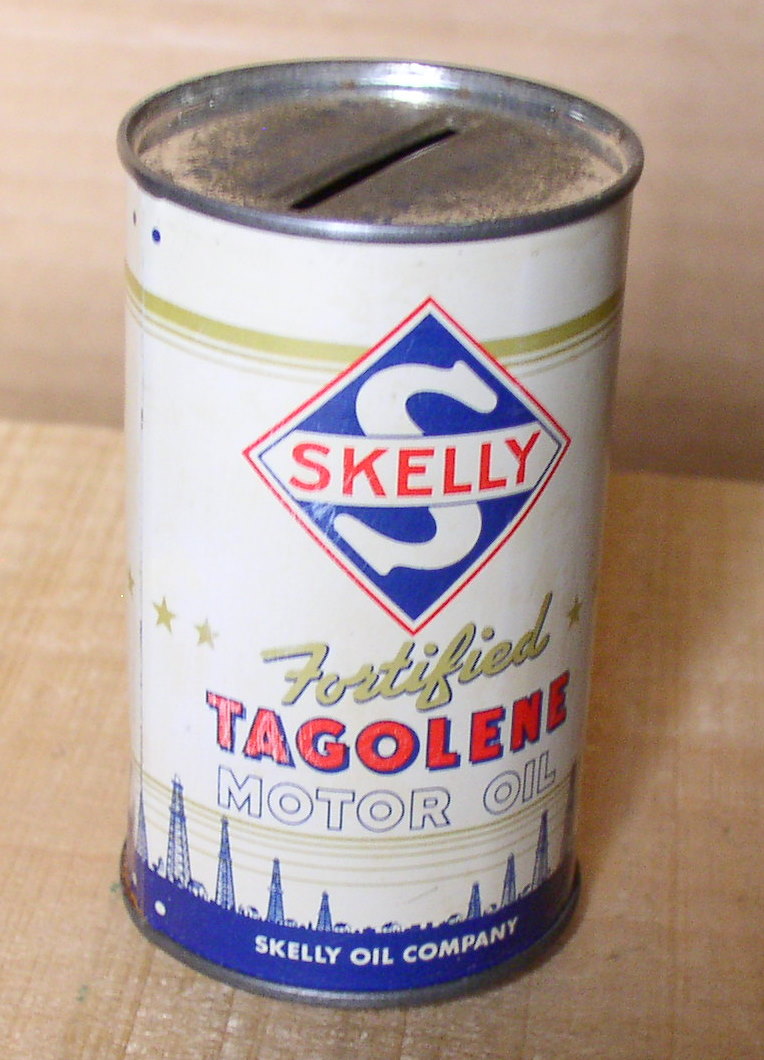 S
SKELLY
Fortified
TAGOLENE
MOTOR OIL
SKELLY OIL COMPANY